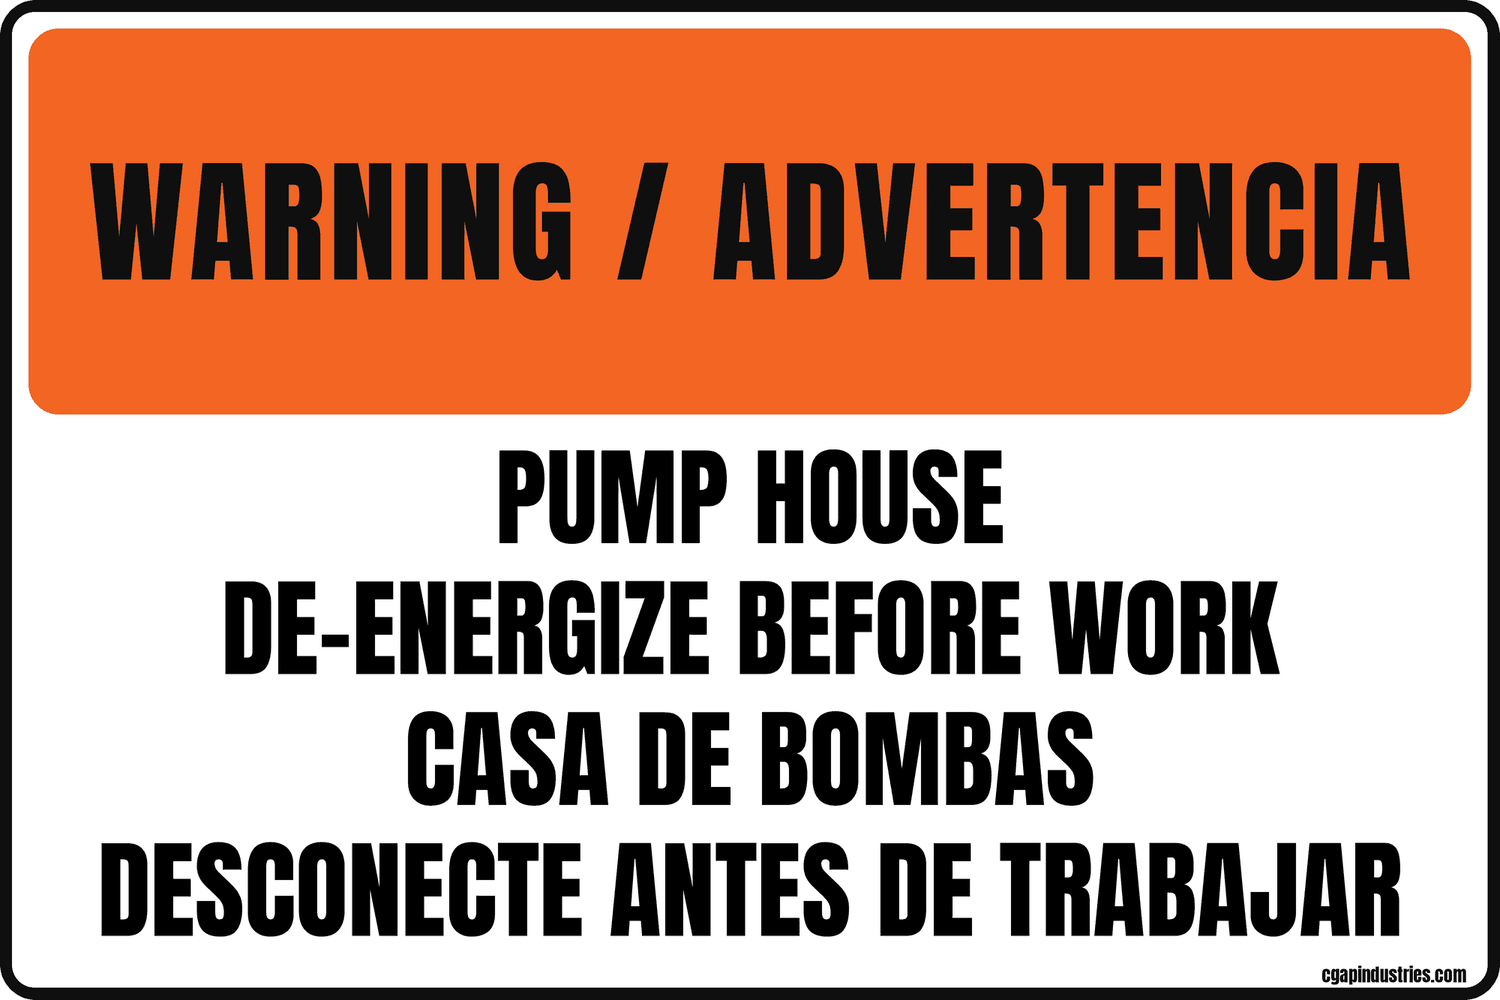 WARNING / ADVERTENCIA
PUMP HOUSE
DE-ENERGIZE BEFORE WORK
CASA DE BOMBAS
DESCONECTE ANTES DE TRABAJAR
cgapindustries.com